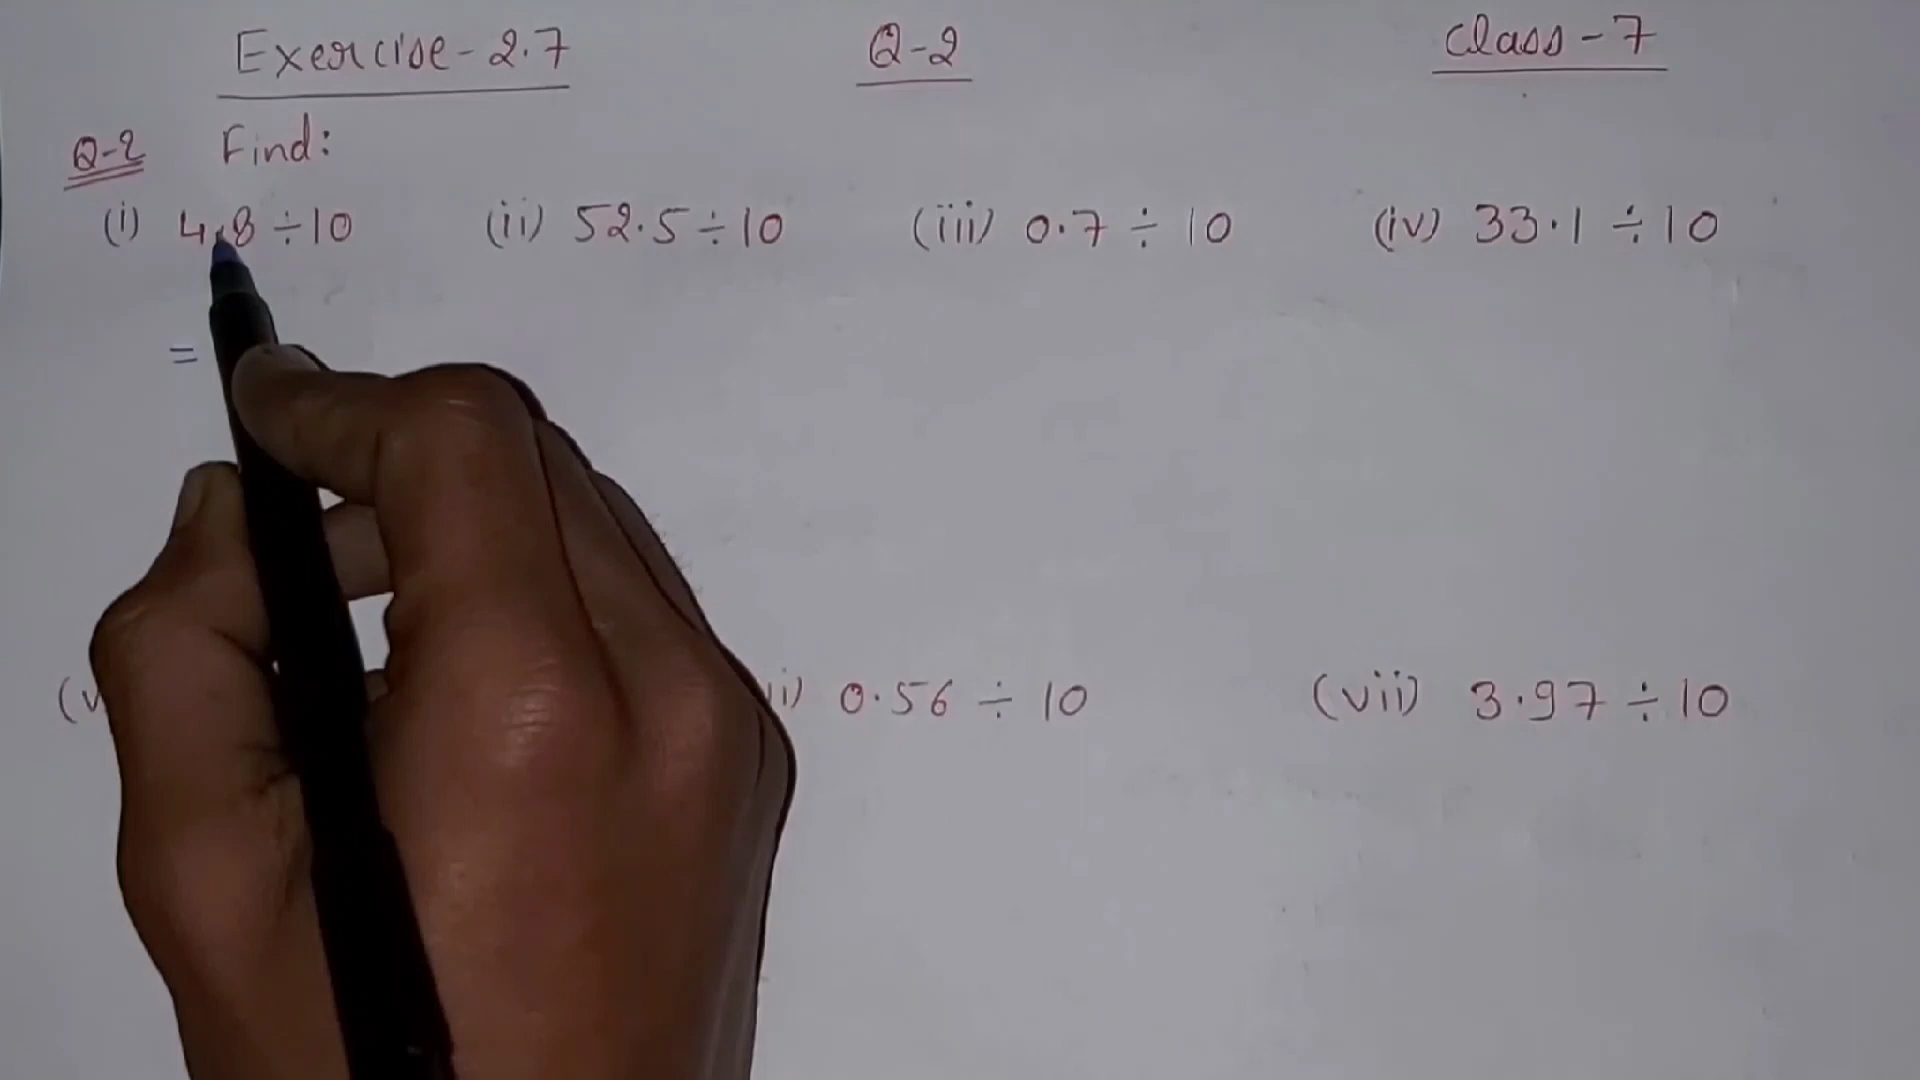 Exercise-2.7 Q-2 Class-7
Q-2 Find:
(i) 4.8÷10 (ii) 52.5÷10 (iii) 0.7÷10 (iv) 33.1÷10
=
0.56÷10 (vii) 3.97÷10